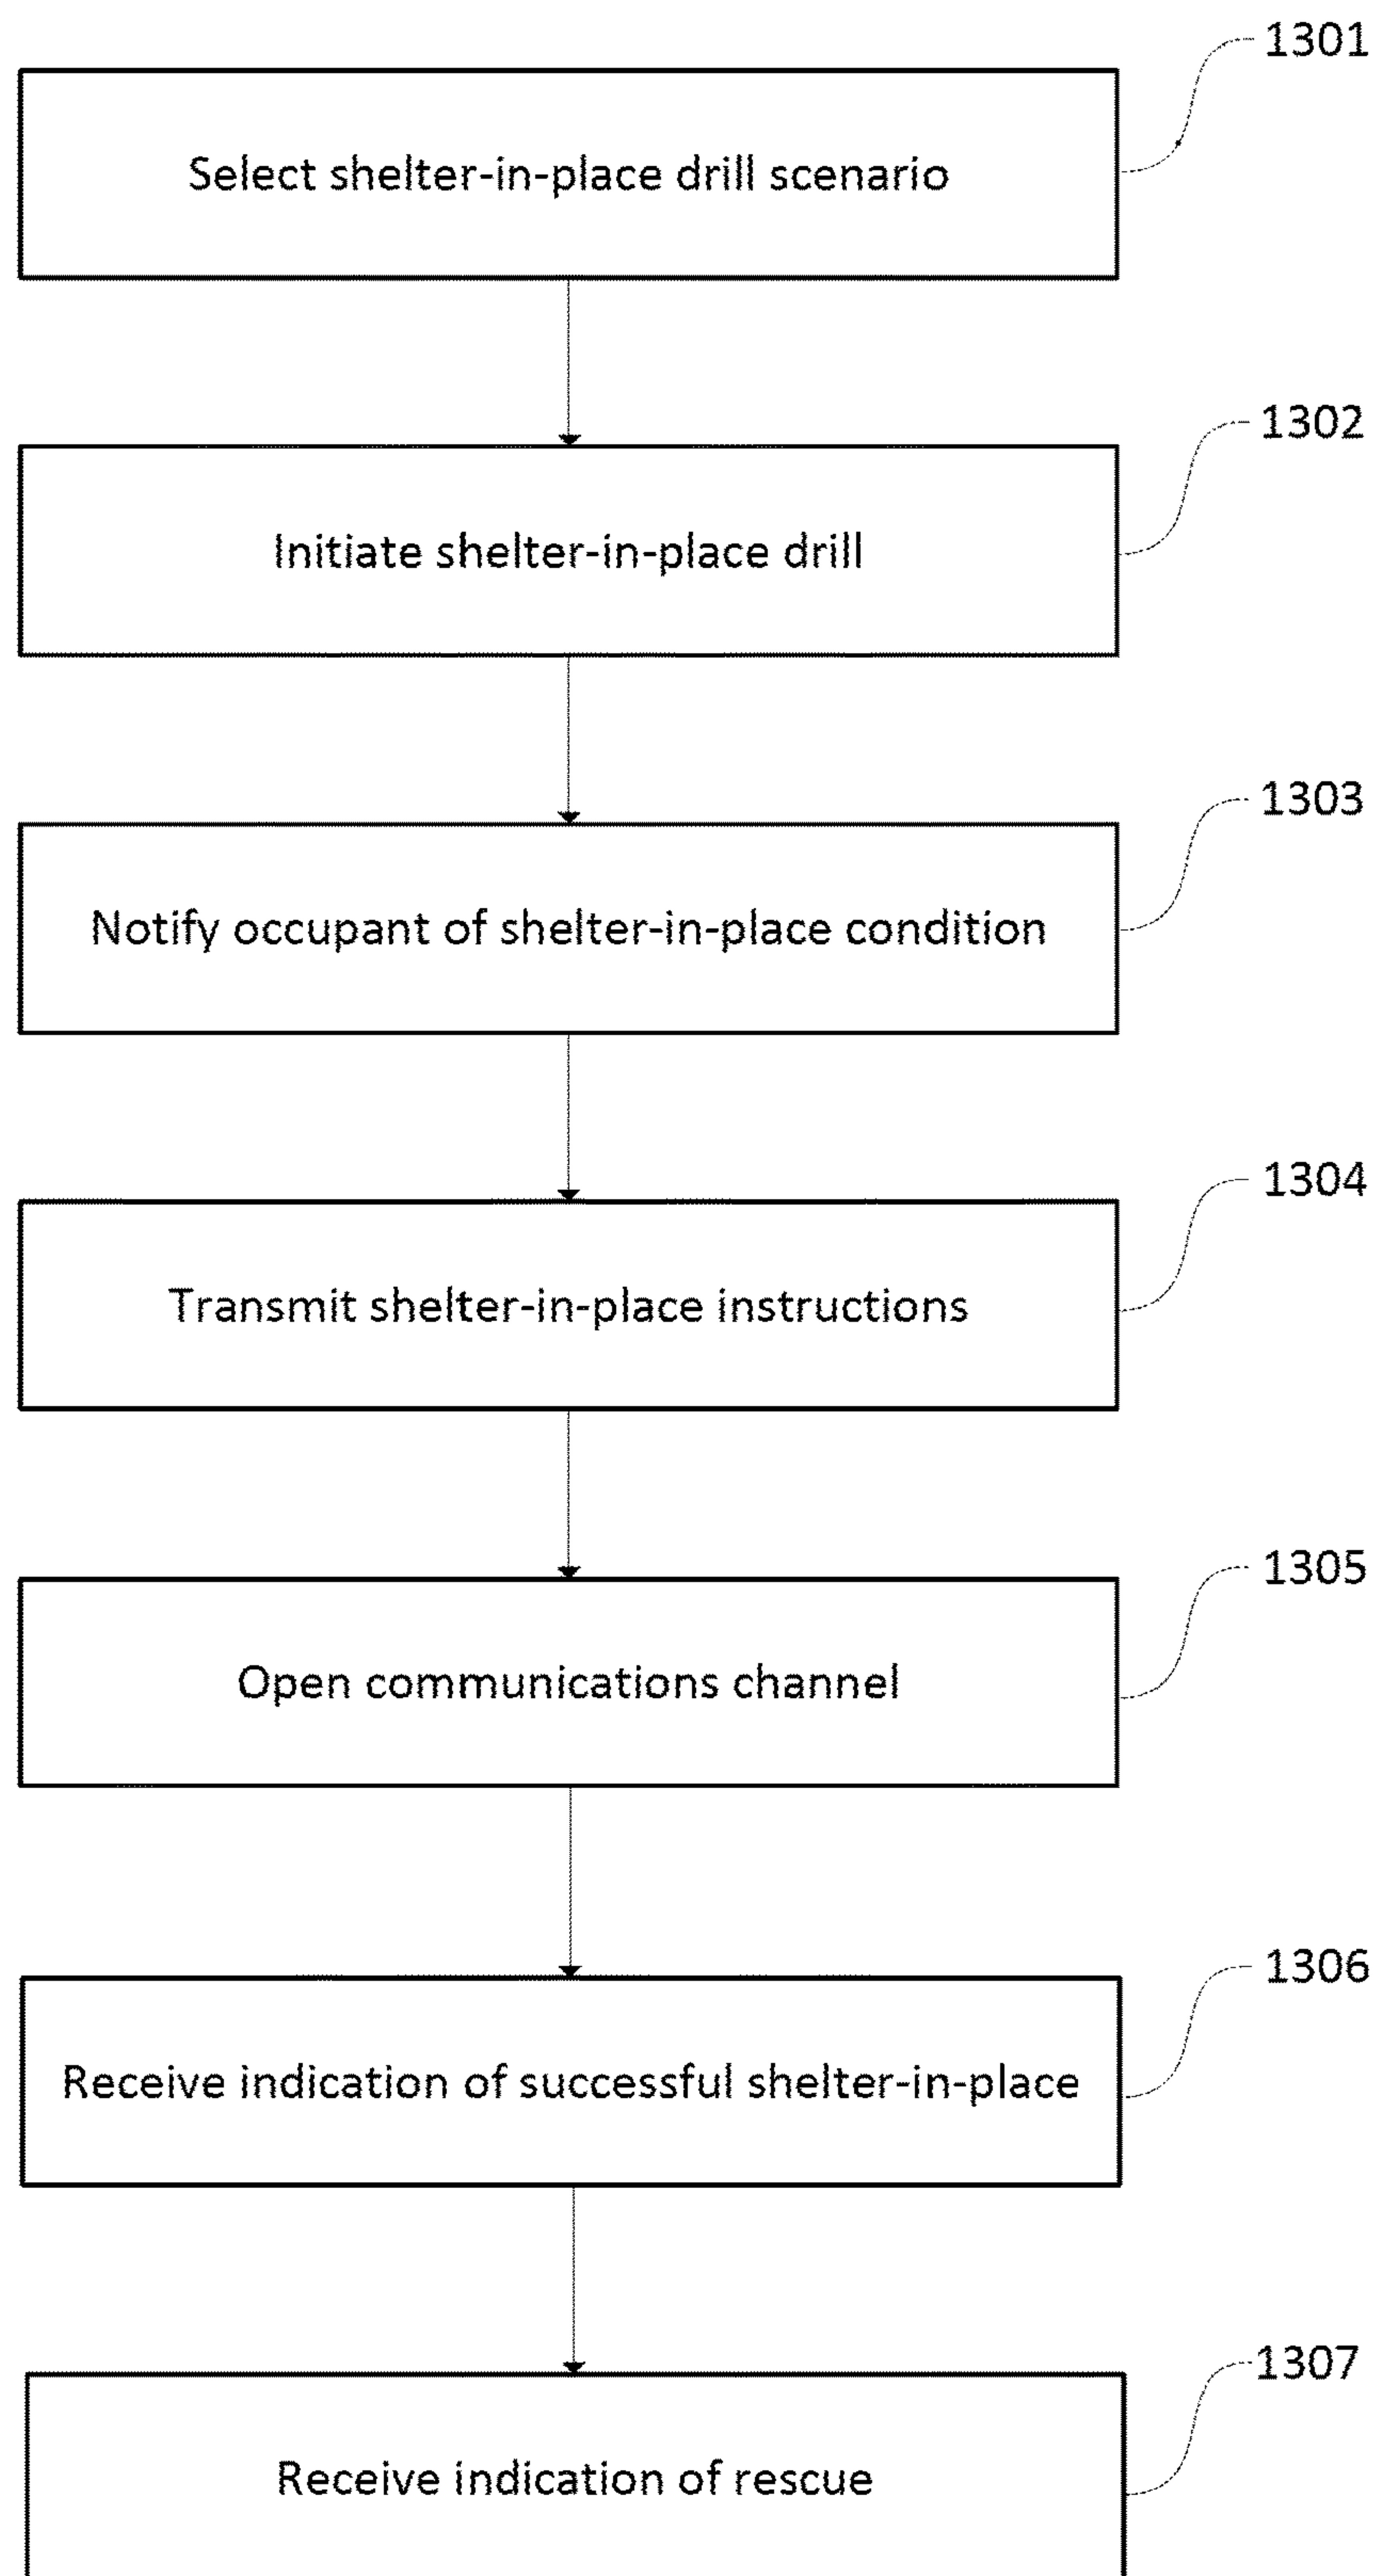 1301
Select shelter-in-place drill scenario
1302
Initiate shelter-in-place drill
1303
Notify occupant of shelter-in-place condition
1304
Transmit shelter-in-place instructions
1305
Open communications channel
1306
Receive indication of successful shelter-in-place
1307
Receive indication of rescue